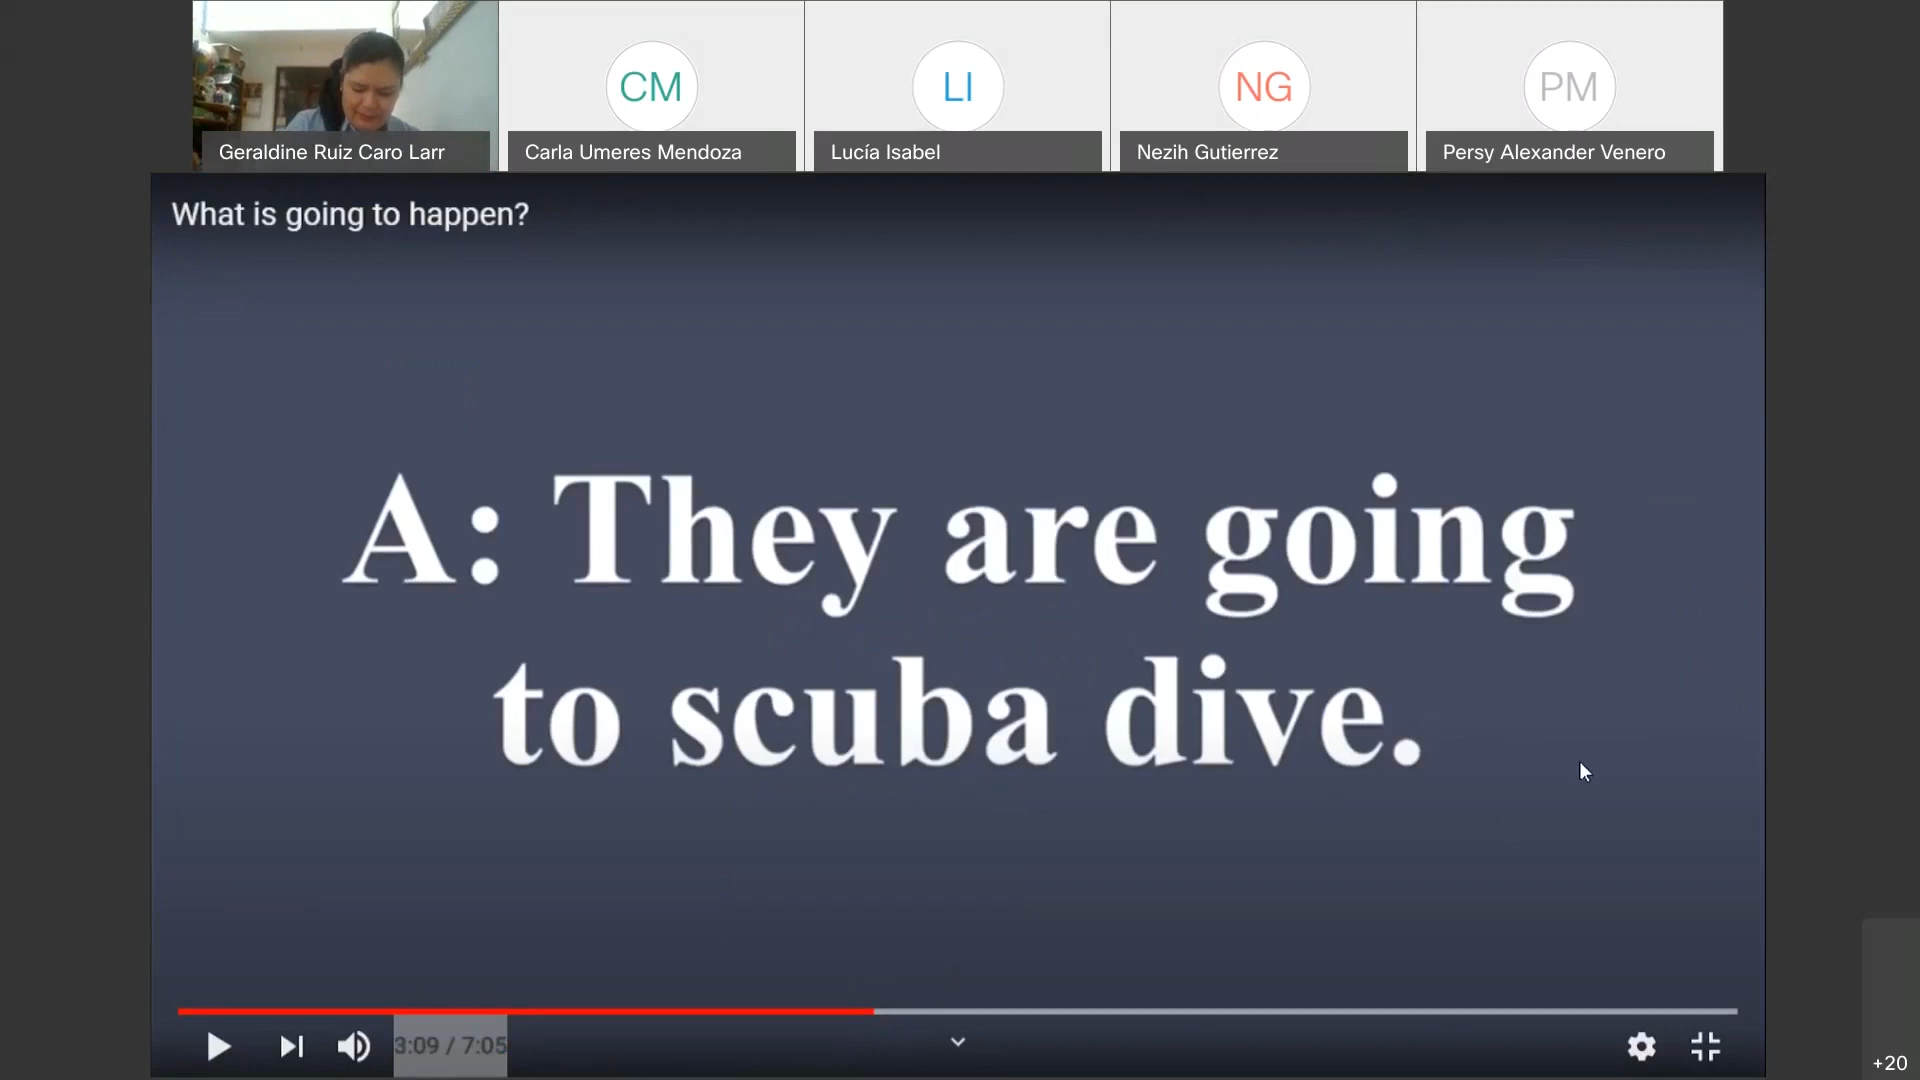 CM
LI
NG
PM
Geraldine Ruiz Caro Larr
Carla Umeres Mendoza
Lucía Isabel
Nezih Gutierrez
Persy Alexander Venero
What is going to happen?
A: They are going
to scuba dive.
3:09 / 7:05
+20